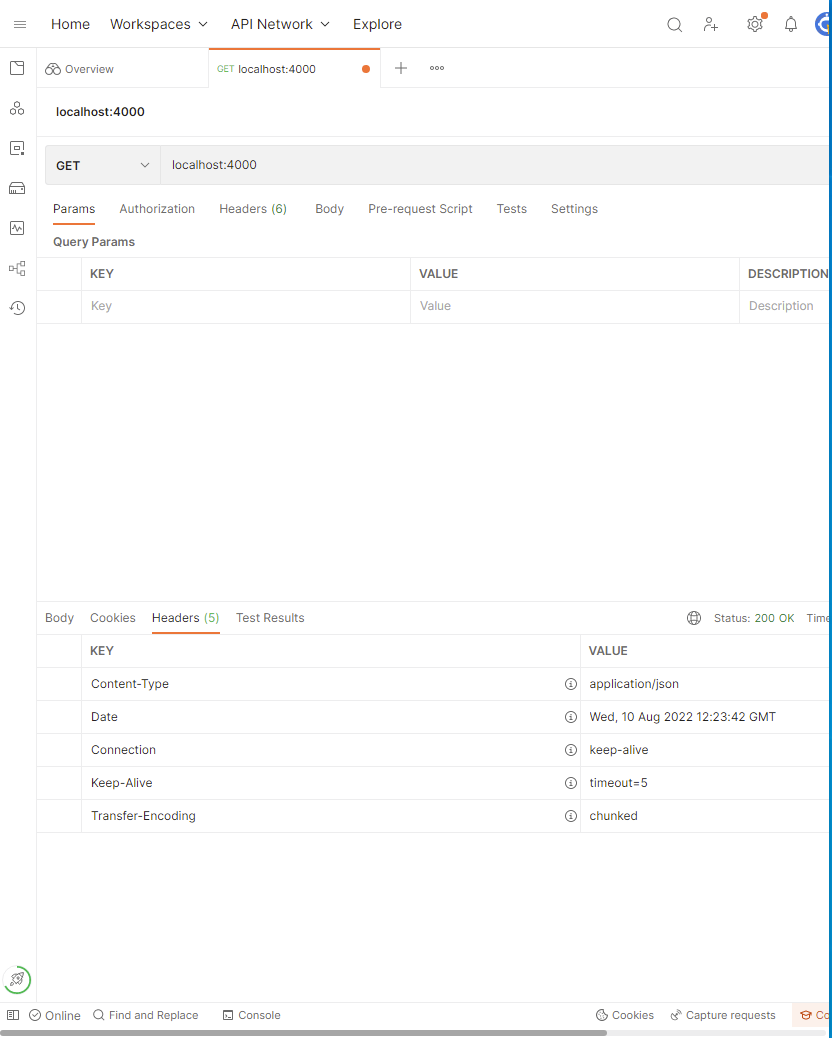 Home Workspaces API Network Explore
Overview GET localhost:4000
localhost:4000
GET localhost:4000
Params Authorization Headers (6) Body Pre-request Script Tests Settings
Query Params
KEY VALUE DESCRIPTION
Key Value Description
Body Cookies Headers (5) Test Results Status: 200 OK Time
KEY VALUE
Content-Type application/json
Date Wed, 10 Aug 2022 12:23:42 GMT
Connection keep-alive
Keep-Alive timeout=5
Transfer-Encoding chunked
Online Find and Replace Console Cookies Capture requests